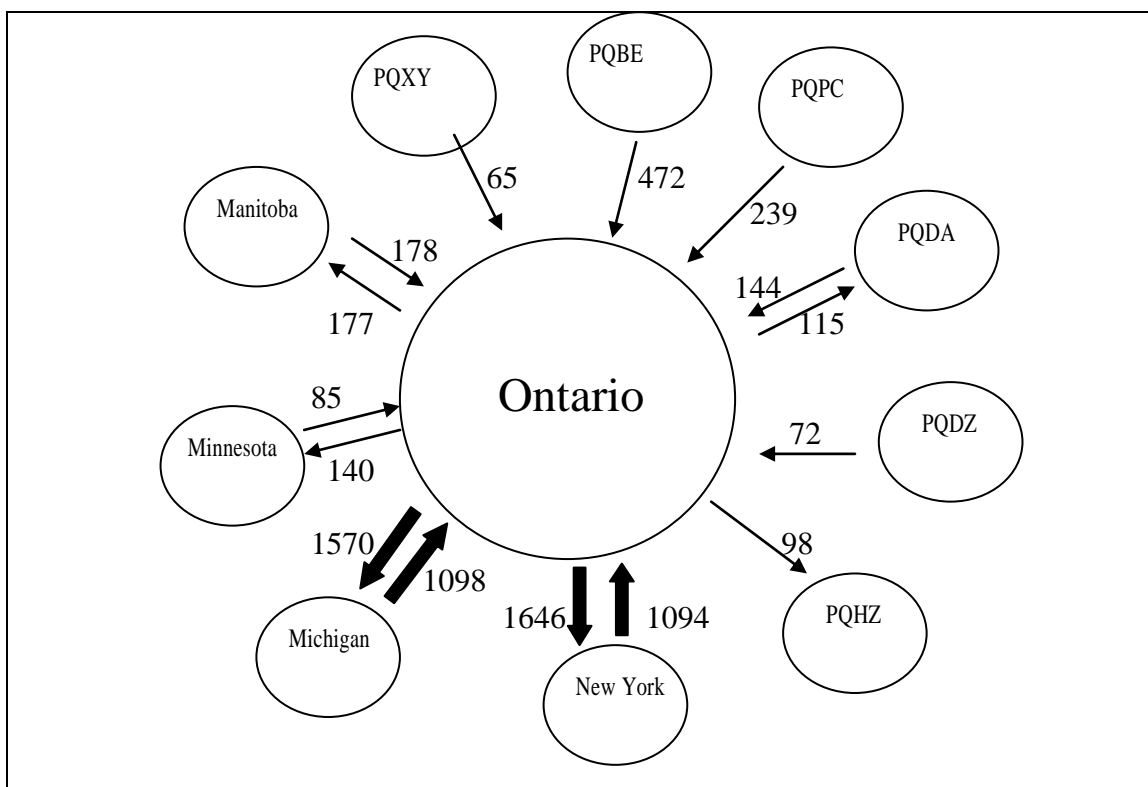 PQBE
PQXY
PQPC
65
472
239
Manitoba
178
177
PQDA
144
115
Ontario
85
Minnesota
140
72
PQDZ
98
1570
1098
1646
1094
PQHZ
Michigan
New York